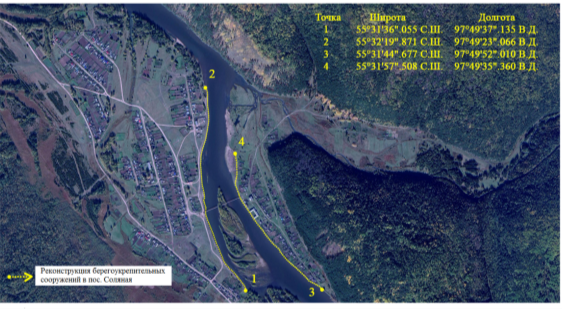 Точка Широта Долгота
1 55°31'36".055 С.Ш. 97°49'37".135 В.Д.
2 55°32'19".871 С.Ш. 97°49'23".066 В.Д.
3 55°31'44".677 С.Ш. 97°49'52".010 В.Д.
4 55°31'57".508 С.Ш. 97°49'35".360 В.Д.
2
4
1
3
Реконструкция берегоукрепительных
сооружений в пос. Соляная